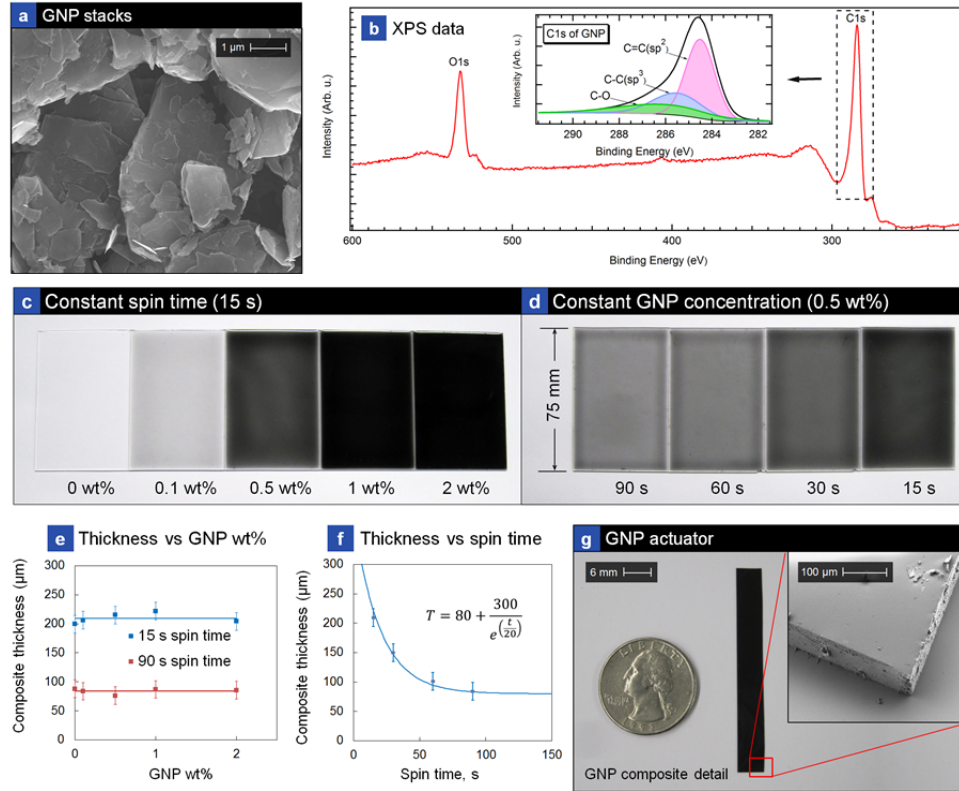 a GNP stacks
1 µm
b XPS data
C1s
O1s
C1s of GNP
C=C(sp²)
C-C(sp³)
C-O
Intensity (Arb. u.)
290 288 286 284 282
Binding Energy (eV)
Intensity (Arb. u.)
600 500 400 300
Binding Energy (eV)
c Constant spin time (15 s)
0 wt% 0.1 wt% 0.5 wt% 1 wt% 2 wt%
d Constant GNP concentration (0.5 wt%)
75 mm
90 s 60 s 30 s 15 s
e Thickness vs GNP wt%
Composite thickness (µm)
300
250
200
150
100
50
0
15 s spin time
90 s spin time
0 1 2
GNP wt%
f Thickness vs spin time
Composite thickness (µm)
300
250
200
150
100
50
0
T = 80 + 300 / e^(t/20)
0 50 100 150
Spin time, s
g GNP actuator
6 mm
100 µm
LIBERTY
GNP composite detail